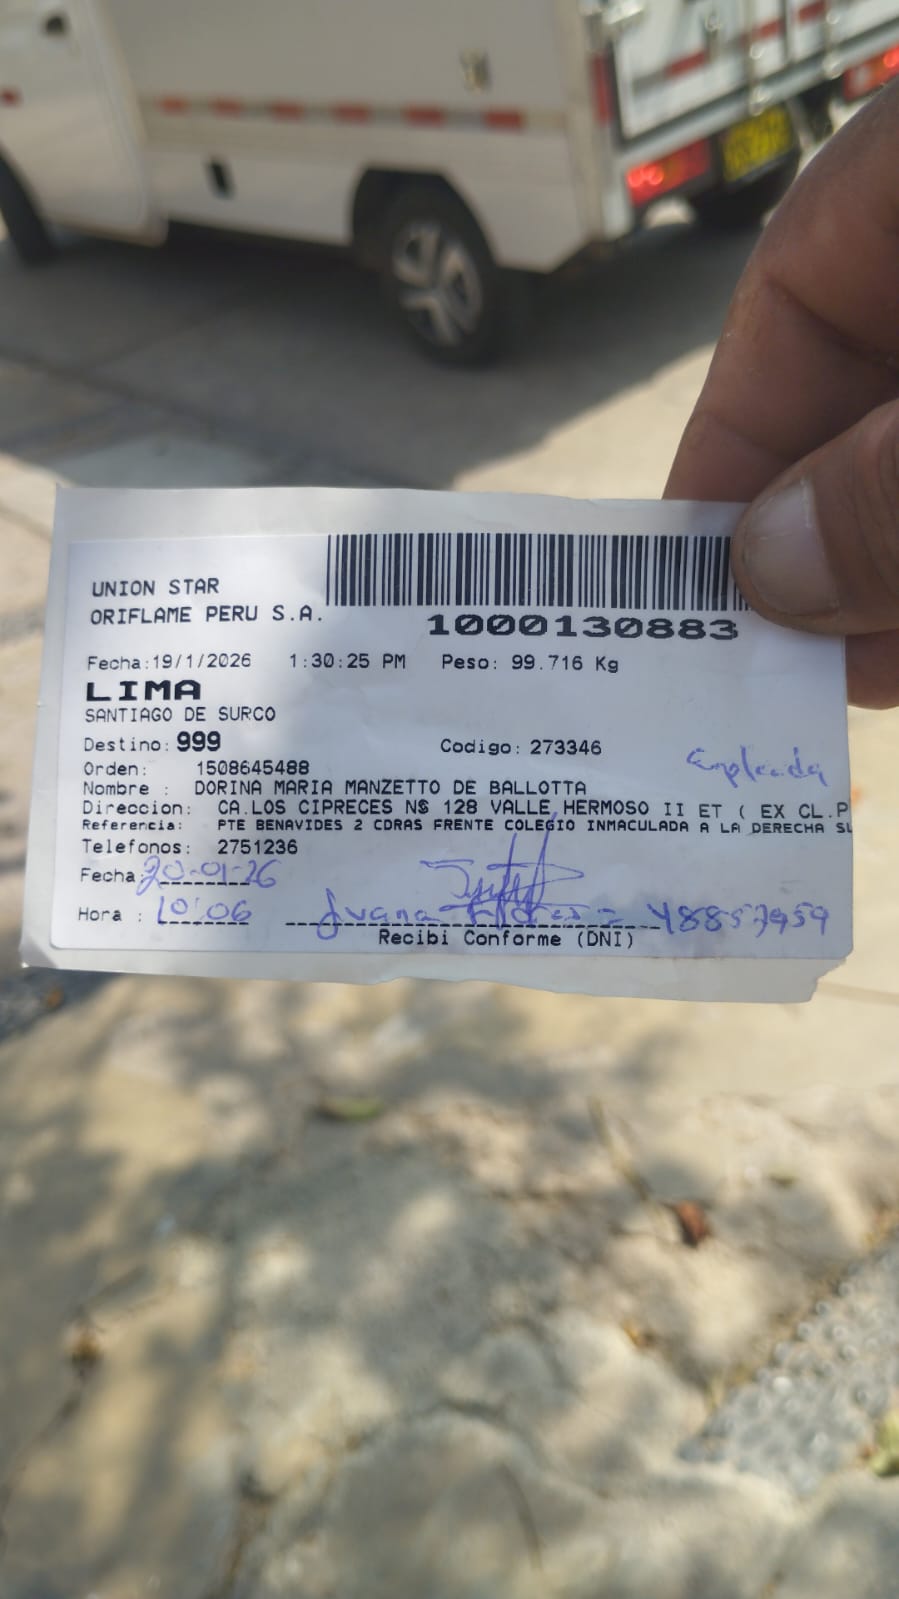 UNION STAR
ORIFLAME PERU S.A.
1000130883
Fecha:19/1/2026 1:30:25 PM Peso: 99.716 Kg
LIMA
SANTIAGO DE SURCO
Destino: 999 Codigo: 273346
Empleada
Orden: 1508645488
Nombre : DORINA MARIA MANZETTO DE BALLOTTA
Direccion: CA.LOS CIPRECES N§ 128 VALLE HERMOSO II ET ( EX CL.P
Referencia: PTE BENAVIDES 2 CDRAS FRENTE COLEGIO INMACULADA A LA DERECHA SU
Telefonos: 2751236
Fecha: 20-01-26
Hora : 10:06 Juana Flores = 48857959
Recibi Conforme (DNI)